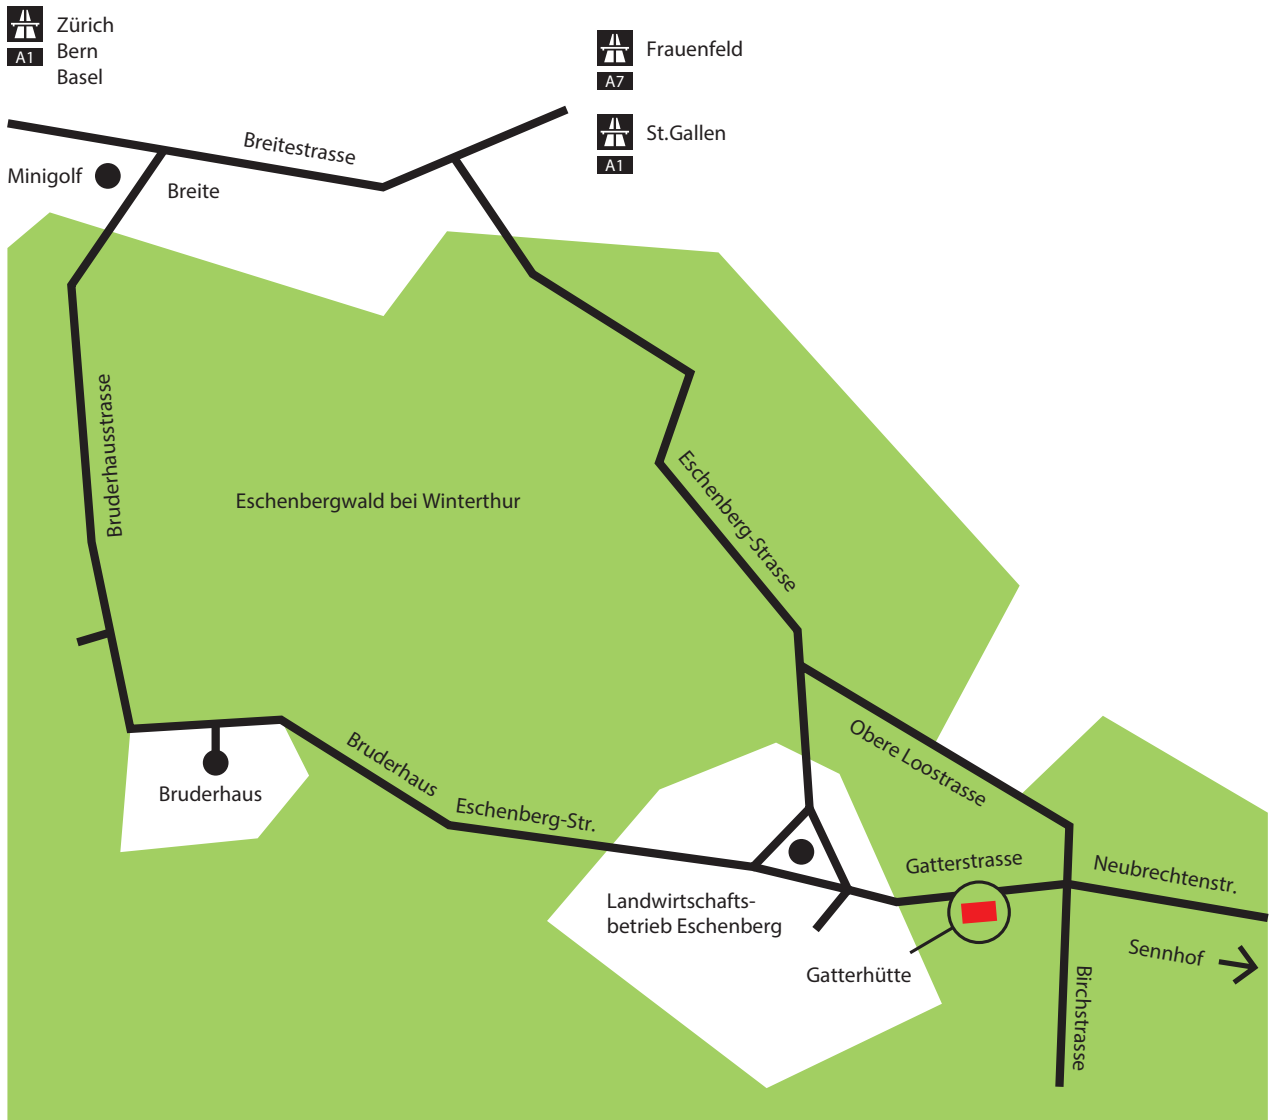 Zürich
A1
Bern
Basel
Frauenfeld
A7
St.Gallen
A1
Breitestrasse
Minigolf
Breite
Bruderhausstrasse
Eschenbergwald bei Winterthur
Eschenberg-Strasse
Obere Loostrasse
Bruderhaus
Bruderhaus
Eschenberg-Str.
Gatterstrasse
Neubrechtenstr.
Landwirtschafts-
betrieb Eschenberg
Sennhof
Gatterhütte
Birchstrasse